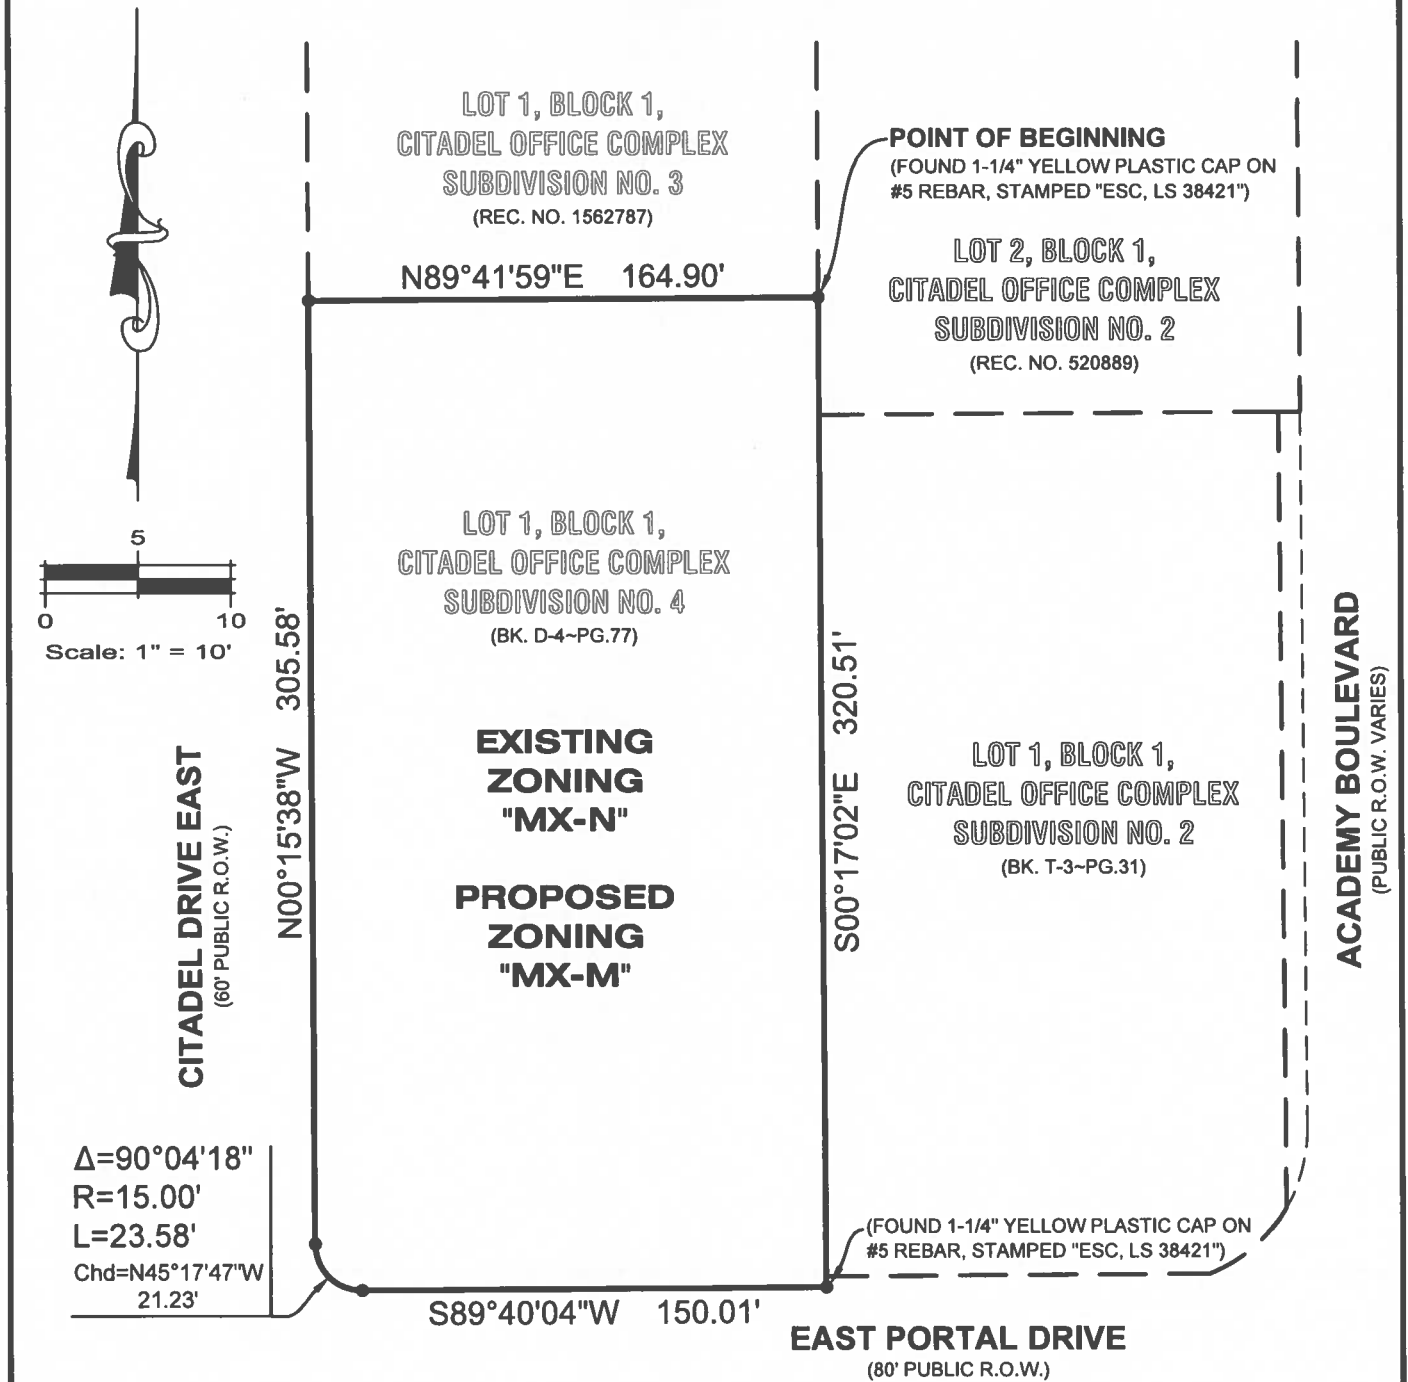 LOT 1, BLOCK 1,
CITADEL OFFICE COMPLEX
SUBDIVISION NO. 3
(REC. NO. 1562787)
POINT OF BEGINNING
(FOUND 1-1/4" YELLOW PLASTIC CAP ON
#5 REBAR, STAMPED "ESC, LS 38421")
LOT 2, BLOCK 1,
CITADEL OFFICE COMPLEX
SUBDIVISION NO. 2
(REC. NO. 520889)
N89°41'59"E 164.90'
5
0 10
Scale: 1" = 10'
LOT 1, BLOCK 1,
CITADEL OFFICE COMPLEX
SUBDIVISION NO. 4
(BK. D-4~PG.77)
EXISTING
ZONING
"MX-N"
PROPOSED
ZONING
"MX-M"
N00°15'38"W 305.58'
CITADEL DRIVE EAST
(60' PUBLIC R.O.W.)
S00°17'02"E 320.51'
LOT 1, BLOCK 1,
CITADEL OFFICE COMPLEX
SUBDIVISION NO. 2
(BK. T-3~PG.31)
ACADEMY BOULEVARD
(PUBLIC R.O.W. VARIES)
Δ=90°04'18"
R=15.00'
L=23.58'
Chd=N45°17'47"W
21.23'
(FOUND 1-1/4" YELLOW PLASTIC CAP ON
#5 REBAR, STAMPED "ESC, LS 38421")
S89°40'04"W 150.01'
EAST PORTAL DRIVE
(80' PUBLIC R.O.W.)